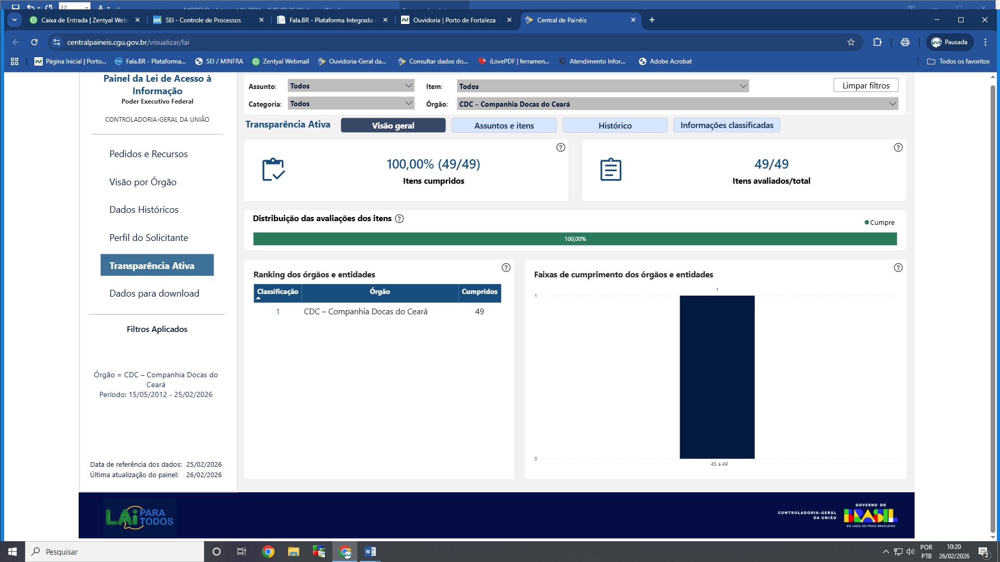 12
Caixa de Entrada | Zentyal Web
SEI - Controle de Processos
Fala.BR - Plataforma Integrada
Ouvidoria | Porto de Fortaleza
Central de Painéis
centralpaineis.cgu.gov.br/visualizar/lai
Pausada
Página Inicial | Porto...
Fala.BR - Plataforma...
SEI / MINFRA
Zentyal Webmail
Ouvidoria-Geral da...
Consultar dados do...
iLovePDF | ferramen...
Atendimento Infor...
Adobe Acrobat
Todos os favoritos
Painel da Lei de Acesso à
Informação
Poder Executivo Federal
CONTROLADORIA-GERAL DA UNIÃO
Pedidos e Recursos
Visão por Órgão
Dados Históricos
Perfil do Solicitante
Transparência Ativa
Dados para download
Filtros Aplicados
Órgão = CDC – Companhia Docas do
Ceará
Período: 15/05/2012 - 25/02/2026
Data de referência dos dados: 25/02/2026
Última atualização do painel: 26/02/2026
Assunto: Todos
Item: Todos
Limpar filtros
Categoria: Todos
Órgão: CDC – Companhia Docas do Ceará
Transparência Ativa
Visão geral
Assuntos e itens
Histórico
Informações classificadas
100,00% (49/49)
Itens cumpridos
49/49
Itens avaliados/total
Distribuição das avaliações dos itens
Cumpre
100,00%
Ranking dos órgãos e entidades
Classificação Órgão Cumpridos
1 CDC – Companhia Docas do Ceará 49
Faixas de cumprimento dos órgãos e entidades
1
1
0
45 a 49
LAi PARA
TODOS
CONTROLADORIA-GERAL
DA UNIÃO
GOVERNO DO
BRASIL
DO LADO DO POVO BRASILEIRO
Pesquisar
POR
PTB
10:20
26/02/2026
2